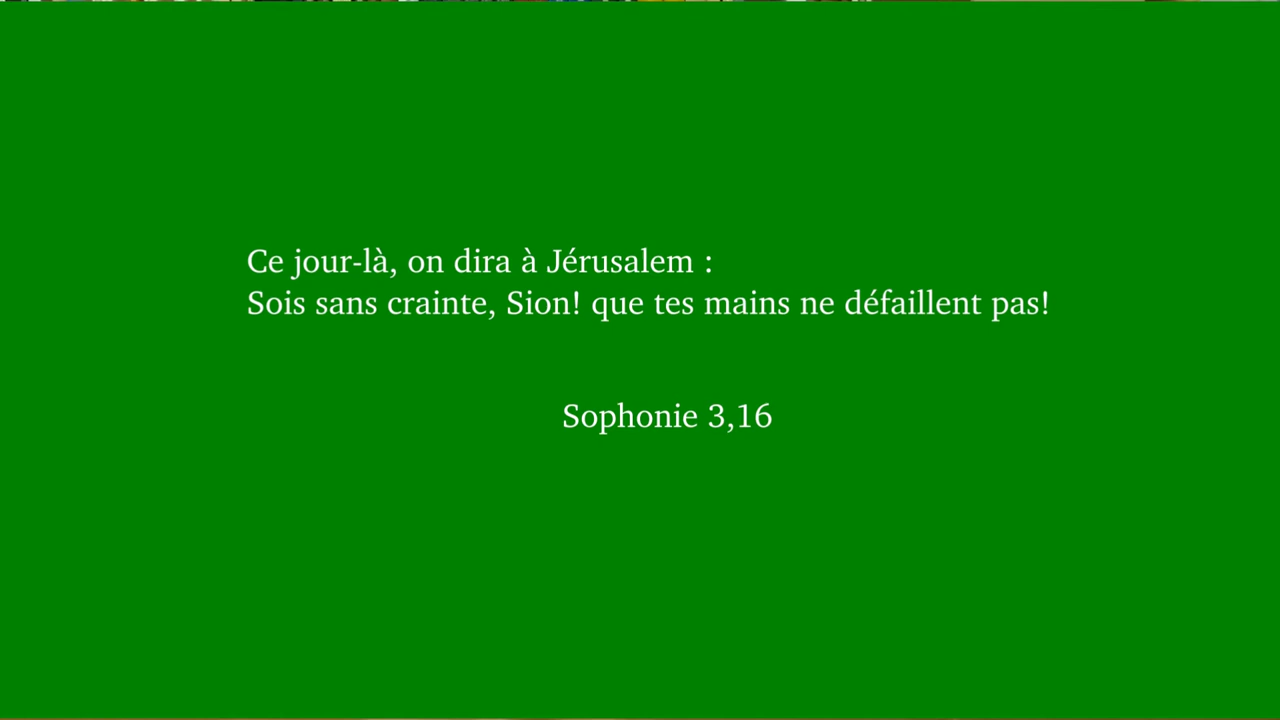 Ce jour-là, on dira à Jérusalem :
Sois sans crainte, Sion! que tes mains ne défaillent pas!
Sophonie 3,16